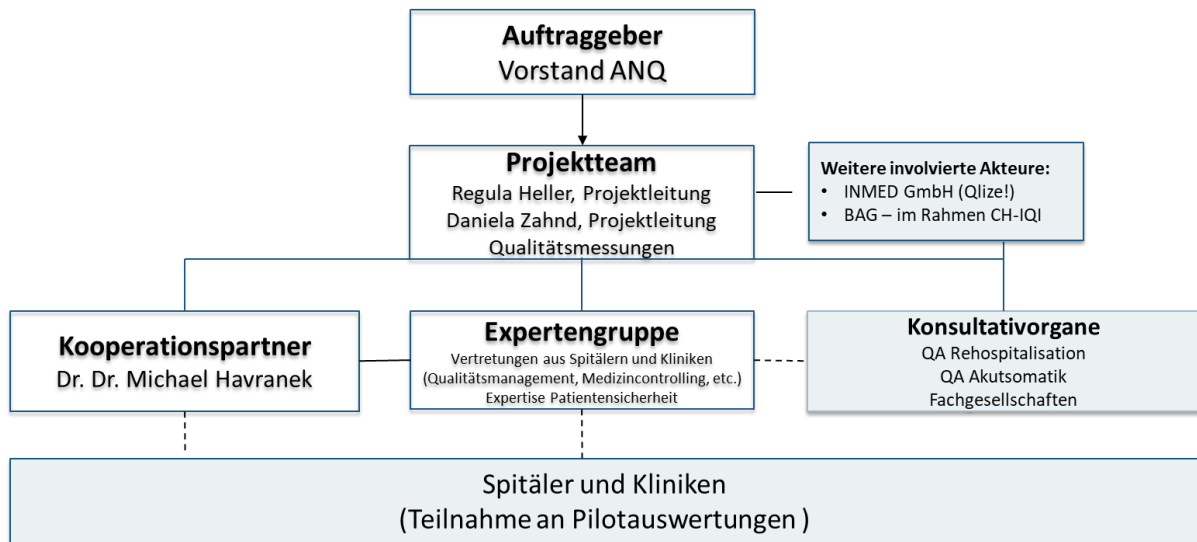 Auftraggeber
Vorstand ANQ
Projektteam
Regula Heller, Projektleitung
Daniela Zahnd, Projektleitung
Qualitätsmessungen
Weitere involvierte Akteure:
• INMED GmbH (Qlize!)
• BAG – im Rahmen CH-IQI
Kooperationspartner
Dr. Dr. Michael Havranek
Expertengruppe
Vertretungen aus Spitälern und Kliniken
(Qualitätsmanagement, Medizincontrolling, etc.)
Expertise Patientensicherheit
Konsultativorgane
QA Rehospitalisation
QA Akutsomatik
Fachgesellschaften
Spitäler und Kliniken
(Teilnahme an Pilotauswertungen )